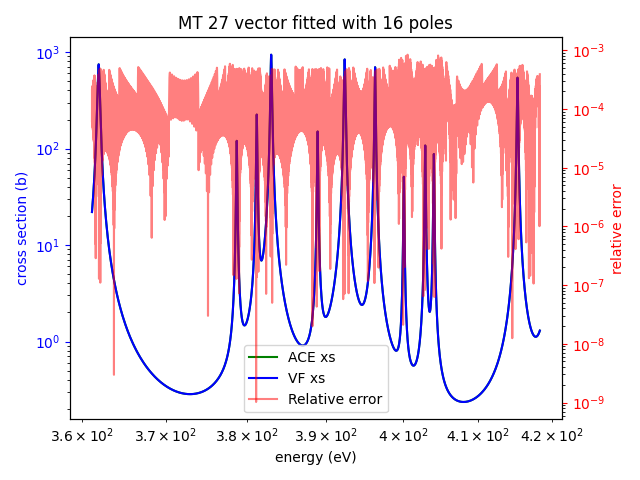 MT 27 vector fitted with 16 poles
10³
10²
10¹
10⁰
cross section (b)
10⁻³
10⁻⁴
10⁻⁵
10⁻⁶
10⁻⁷
10⁻⁸
10⁻⁹
relative error
ACE xs
VF xs
Relative error
3.6 × 10² 3.7 × 10² 3.8 × 10² 3.9 × 10² 4 × 10² 4.1 × 10² 4.2 × 10²
energy (eV)